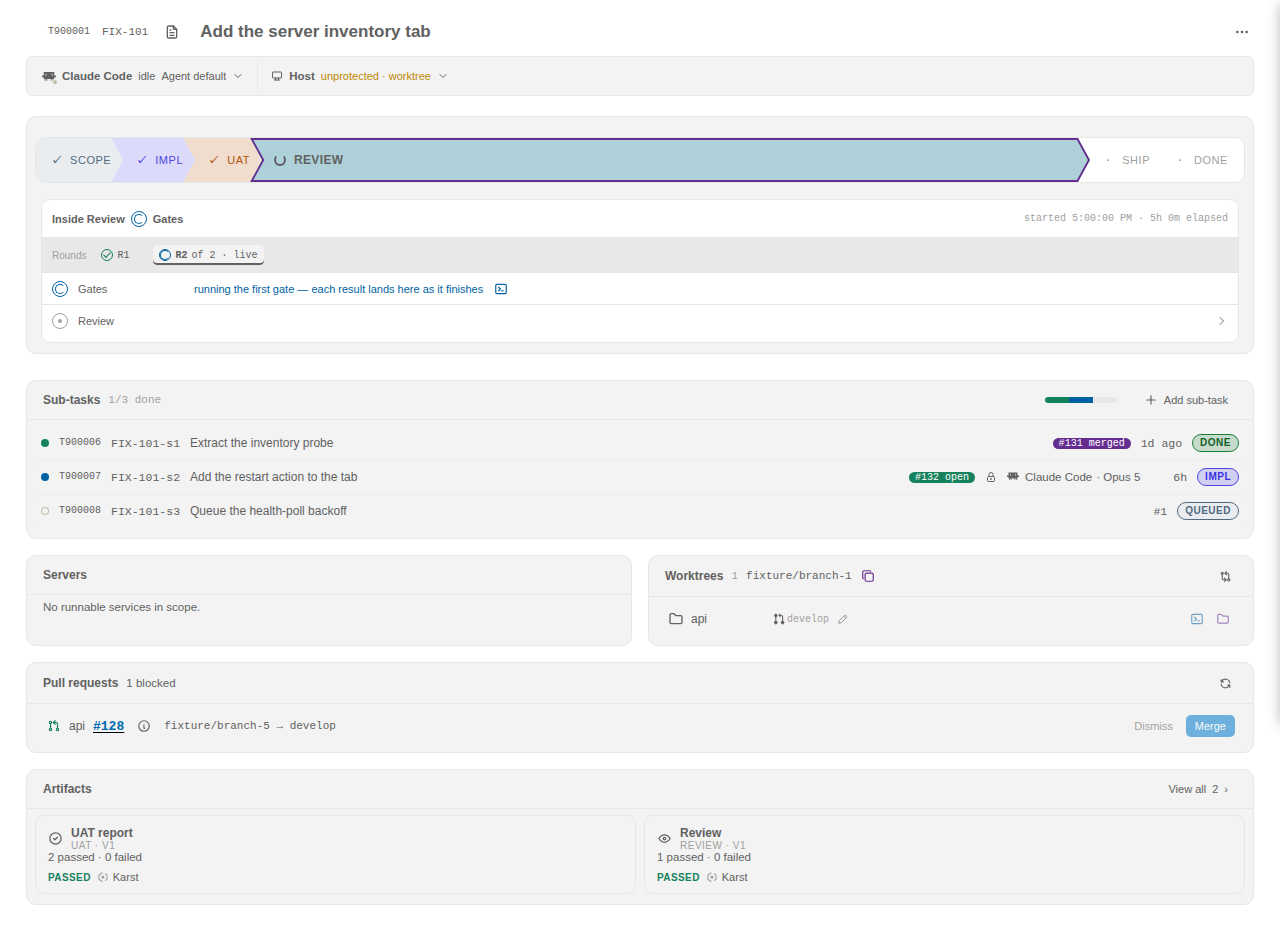 T900001 FIX-101 Add the server inventory tab
Claude Code idle Agent default Host unprotected · worktree
SCOPE IMPL UAT REVIEW SHIP DONE
Inside Review Gates started 5:00:00 PM · 5h 0m elapsed
Rounds R1 R2 of 2 · live
Gates running the first gate — each result lands here as it finishes
Review
Sub-tasks 1/3 done Add sub-task
T900006 FIX-101-s1 Extract the inventory probe #131 merged 1d ago DONE
T900007 FIX-101-s2 Add the restart action to the tab #132 open Claude Code · Opus 5 6h IMPL
T900008 FIX-101-s3 Queue the health-poll backoff #1 QUEUED
Servers
No runnable services in scope.
Worktrees 1 fixture/branch-1
api develop
Pull requests 1 blocked
api #128 fixture/branch-5 → develop Dismiss Merge
Artifacts View all 2 ›
UAT report
UAT · V1
2 passed · 0 failed
PASSED Karst
Review
REVIEW · V1
1 passed · 0 failed
PASSED Karst